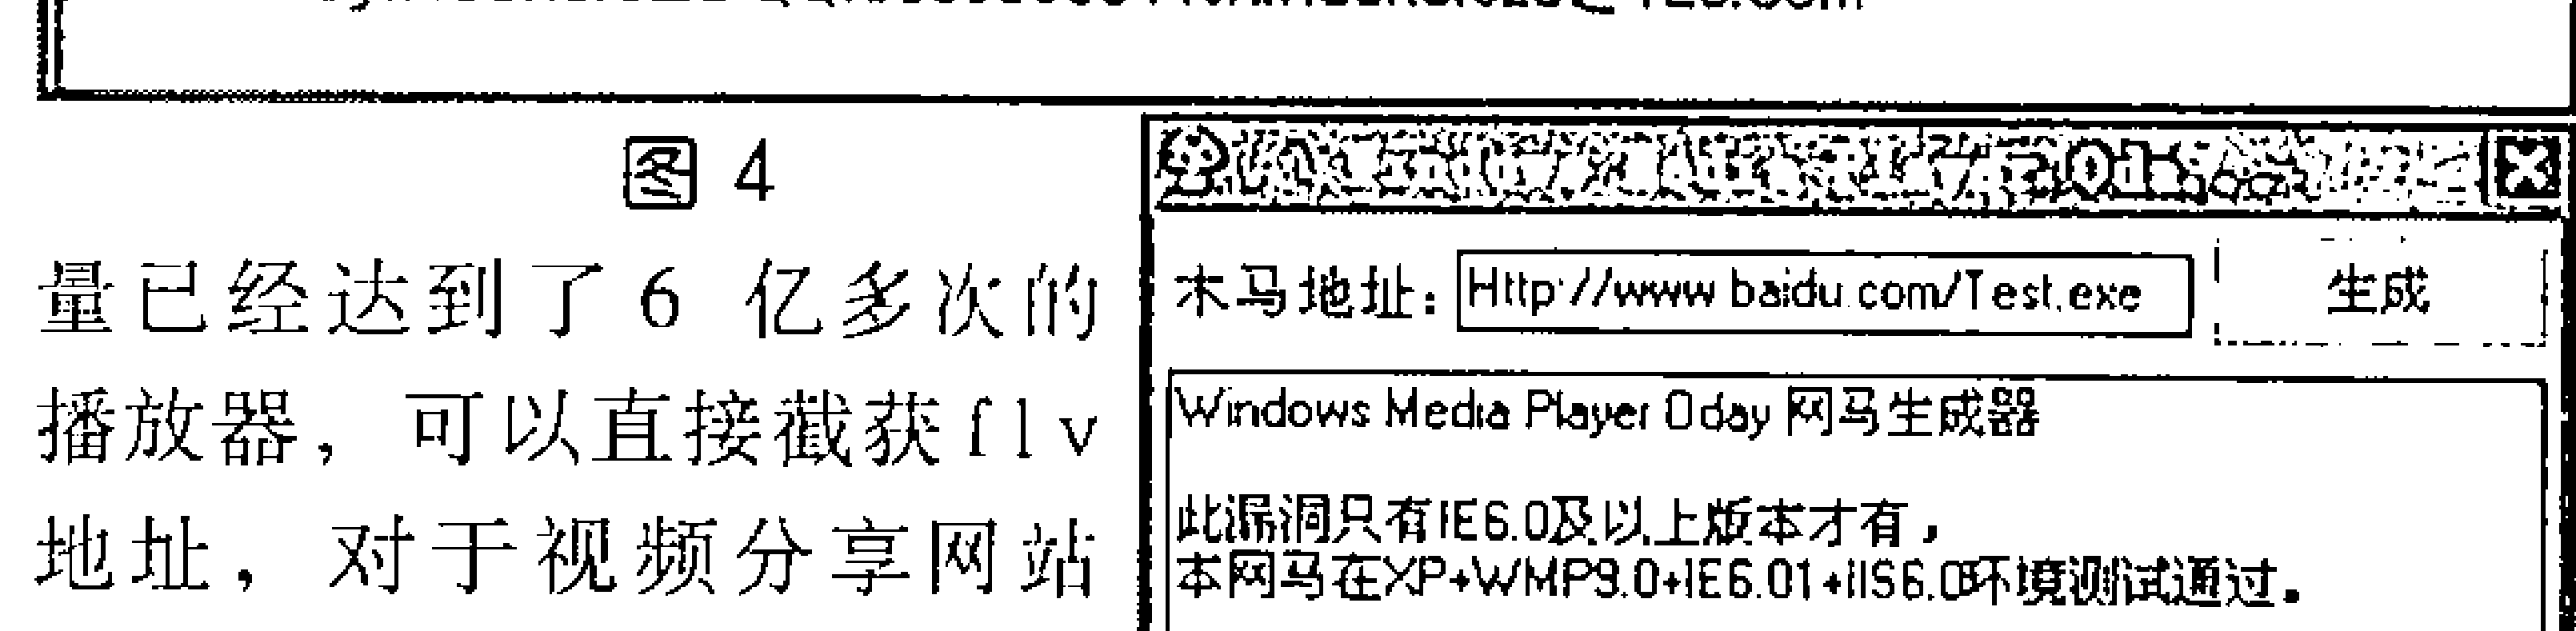 图 4
量已经达到了 6 亿多次的
播放器，可以直接截获 flv
地址，对于视频分享网站
木马地址：Http://www.baidu.com/Test.exe
生成
Windows Media Player 0day 网马生成器
此漏洞只有IE6.0及以上版本才有，
本网马在XP+WMP9.0+IE6.01+IIS6.0环境测试通过。